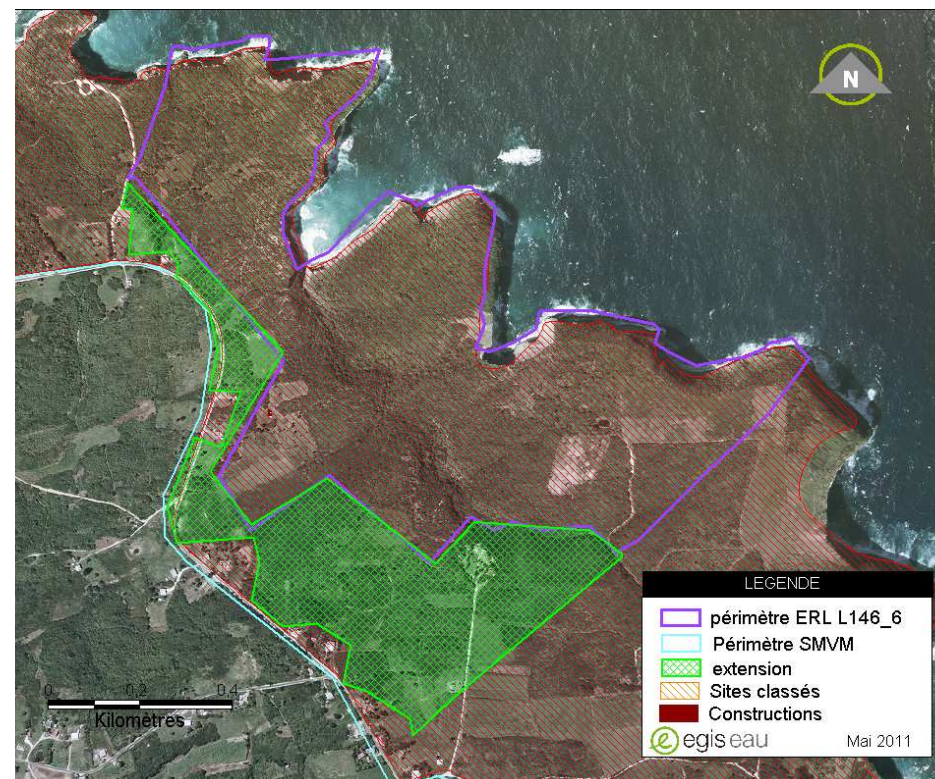 N
LEGENDE
périmètre ERL L146_6
Périmètre SMVM
extension
Sites classés
Constructions
egis eau Mai 2011
0 0,2 0,4
Kilomètres